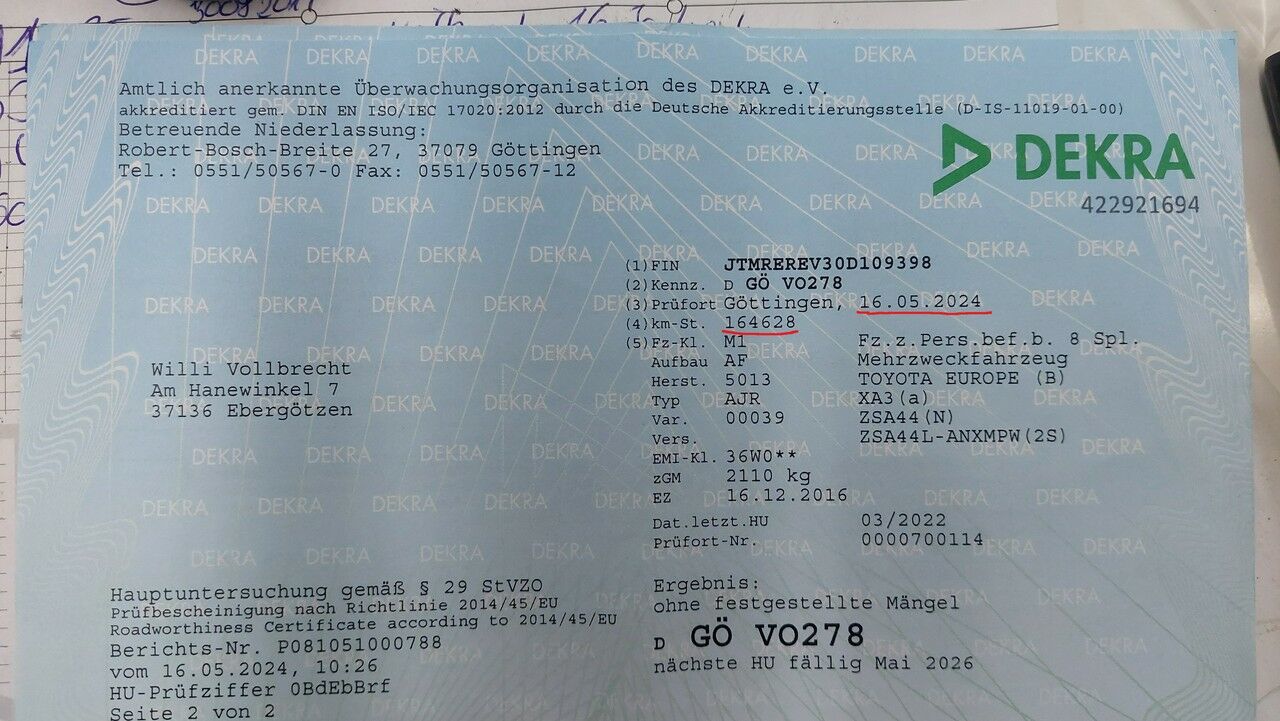 300920
Amtlich anerkannte Überwachungsorganisation des DEKRA e.V.
akkreditiert gem. DIN EN ISO/IEC 17020:2012 durch die Deutsche Akkreditierungsstelle (D-IS-11019-01-00)
Betreuende Niederlassung:
Robert-Bosch-Breite 27, 37079 Göttingen
Tel.: 0551/50567-0 Fax: 0551/50567-12
DEKRA
422921694
(1) FIN JTMREREV30D109398
(2) Kennz. D GÖ VO278
(3) Prüfort Göttingen, 16.05.2024
(4) km-St. 164628
(5) Fz-Kl. M1 Fz.z.Pers.bef.b. 8 Spl.
Aufbau AF Mehrzweckfahrzeug
Herst. 5013 TOYOTA EUROPE (B)
Typ AJR XA3(a)
Var. 00039 ZSA44(N)
Vers. ZSA44L-ANXMPW(2S)
EMI-Kl. 36W0**
zGM 2110 kg
EZ 16.12.2016
Dat.letzt.HU 03/2022
Prüfort-Nr. 0000700114
Willi Vollbrecht
Am Hanewinkel 7
37136 Ebergötzen
Hauptuntersuchung gemäß § 29 StVZO
Prüfbescheinigung nach Richtlinie 2014/45/EU
Roadworthiness Certificate according to 2014/45/EU
Berichts-Nr. P081051000788
vom 16.05.2024, 10:26
HU-Prüfziffer 0BdEbBrf
Seite 2 von 2
Ergebnis:
ohne festgestellte Mängel
D GÖ VO278
nächste HU fällig Mai 2026